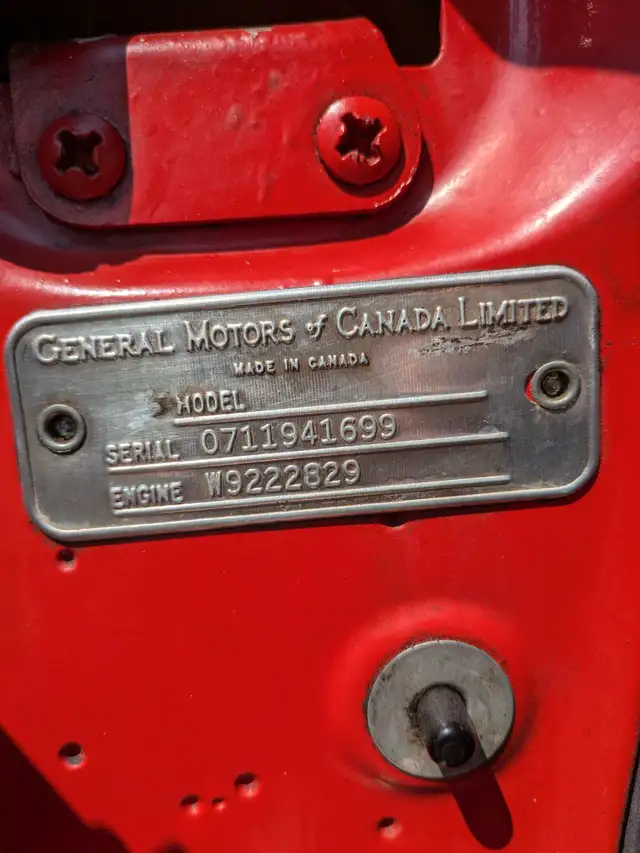 GENERAL MOTORS of CANADA LIMITED
MADE IN CANADA
MODEL
SERIAL 0711941699
ENGINE W9222829